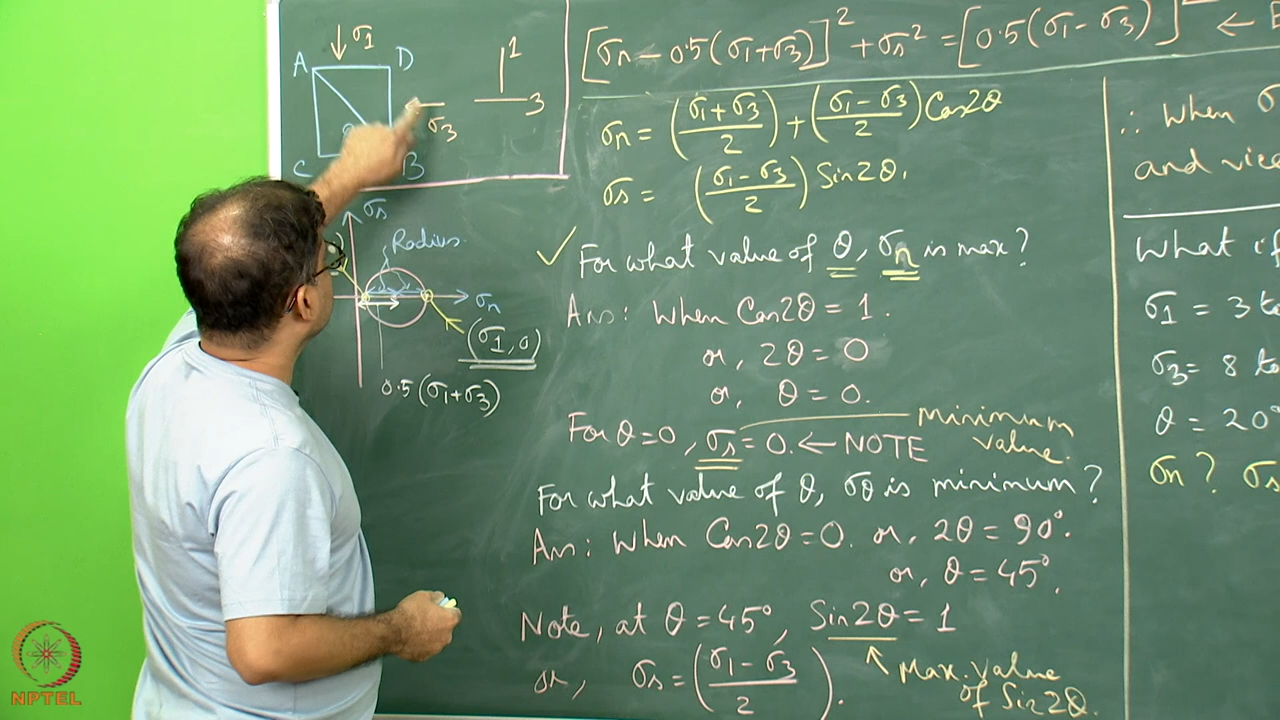 ↓ σ1
A D
σ3
C B
1
3
σs
Radius
σn
(σ1, 0)
0.5(σ1+σ3)
[σn − 0.5(σ1+σ3)]² + σs² = [0.5(σ1 − σ3)]² ←
σn = (σ1 + σ3 / 2) + (σ1 − σ3 / 2) Cos2θ
σs = (σ1 − σ3 / 2) Sin2θ.
✓ For what value of θ, σn is max?
Ans: When Cos2θ = 1.
or, 2θ = 0
or, θ = 0.
For θ=0, σs = 0. ← NOTE
Minimum
value.
For what value of θ, σθ is minimum?
Ans: When Cos2θ = 0. or, 2θ = 90°.
or, θ = 45°.
Note, at θ = 45°, Sin2θ = 1
or, σs = (σ1 − σ3 / 2).
Max. value
of Sin2θ.
∴ When σ
and vice
What if
σ1 = 3 to
σ3 = 8 to
θ = 20°
σn? σs
NPTEL